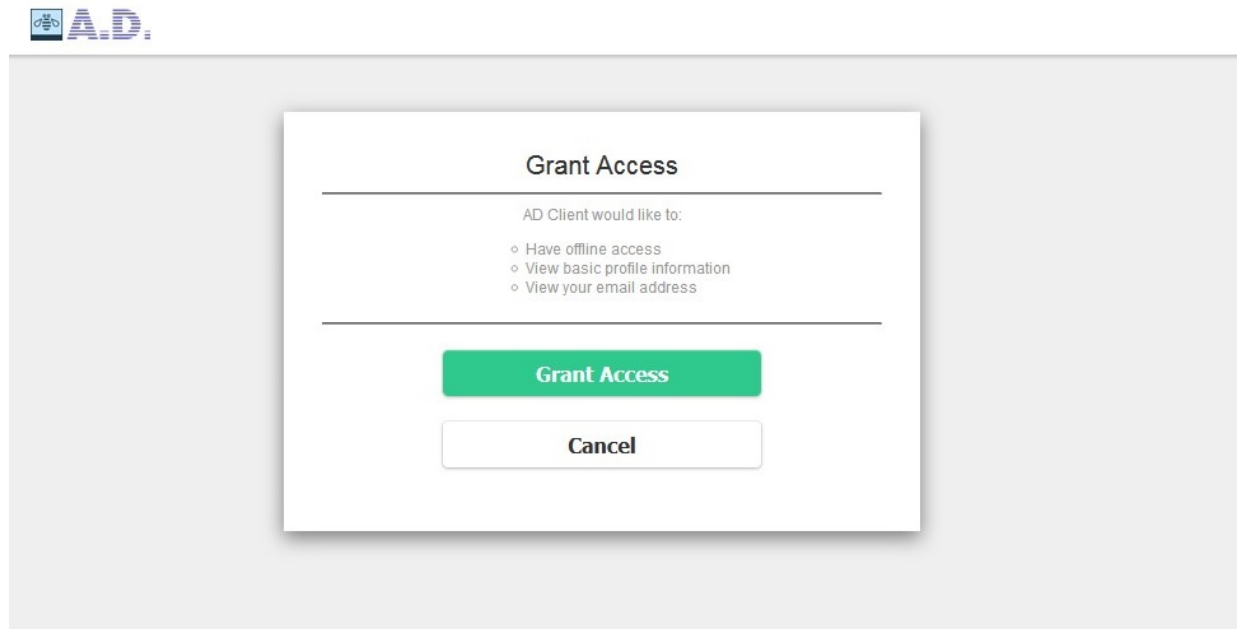 A.D.
Grant Access
AD Client would like to:
Have offline access
View basic profile information
View your email address
Grant Access
Cancel